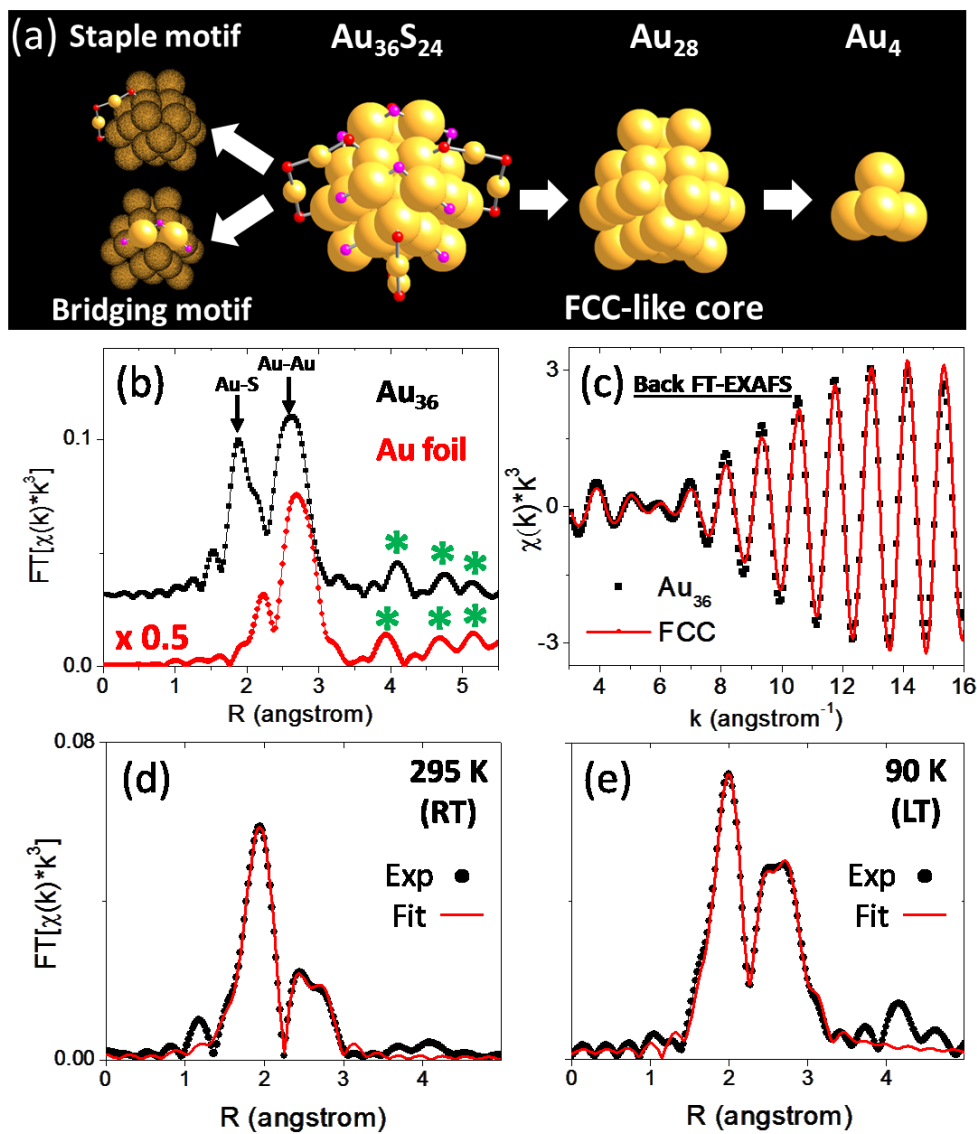 (a) Staple motif Au36S24 Au28 Au4
Bridging motif FCC-like core
(b) Au–S Au–Au Au36
Au foil
0.1
* * *
* * *
x 0.5
0.0
FT[χ(k)*k³]
0 1 2 3 4 5
R (angstrom)
(c) Back FT-EXAFS
3
0
-3
χ(k)*K³
Au36
FCC
4 6 8 10 12 14 16
k (angstrom⁻¹)
0.08
(d) 295 K
(RT)
Exp
Fit
FT[χ(k)*k³]
0.00
0 1 2 3 4
R (angstrom)
(e) 90 K
(LT)
Exp
Fit
0 1 2 3 4
R (angstrom)